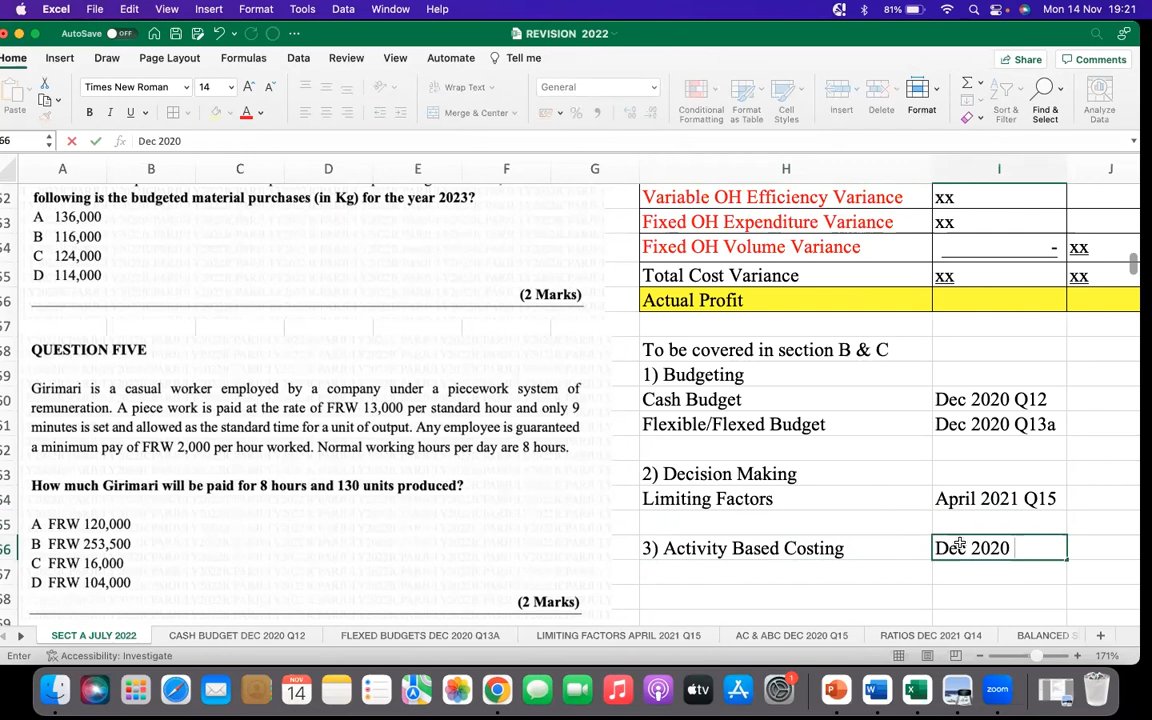 Excel File Edit View Insert Format Tools Data Window Help 81% Mon 14 Nov 19:21
AutoSave OFF REVISION 2022
Home Insert Draw Page Layout Formulas Data Review View Automate Tell me Share Comments
Paste Times New Roman 14 A A Wrap Text General Conditional Formatting Format as Table Cell Styles Insert Delete Format Sort & Filter Find & Select Analyze Data
B I U A Merge & Center % 
66 fx Dec 2020
A B C D E F G H I J
following is the budgeted material purchases (in Kg) for the year 2023?
A 136,000
B 116,000
C 124,000
D 114,000
(2 Marks)
QUESTION FIVE
Girimari is a casual worker employed by a company under a piecework system of
remuneration. A piece work is paid at the rate of FRW 13,000 per standard hour and only 9
minutes is set and allowed as the standard time for a unit of output. Any employee is guaranteed
a minimum pay of FRW 2,000 per hour worked. Normal working hours per day are 8 hours.
How much Girimari will be paid for 8 hours and 130 units produced?
A FRW 120,000
B FRW 253,500
C FRW 16,000
D FRW 104,000
(2 Marks)
Variable OH Efficiency Variance xx
Fixed OH Expenditure Variance xx
Fixed OH Volume Variance - xx
Total Cost Variance xx xx
Actual Profit
To be covered in section B & C
1) Budgeting
Cash Budget Dec 2020 Q12
Flexible/Flexed Budget Dec 2020 Q13a
2) Decision Making
Limiting Factors April 2021 Q15
3) Activity Based Costing Dec 2020
SECT A JULY 2022 CASH BUDGET DEC 2020 Q12 FLEXED BUDGETS DEC 2020 Q13A LIMITING FACTORS APRIL 2021 Q15 AC & ABC DEC 2020 Q15 RATIOS DEC 2021 Q14 BALANCED S
Enter Accessibility: Investigate 171%
NOV 14 tv 1 zoom